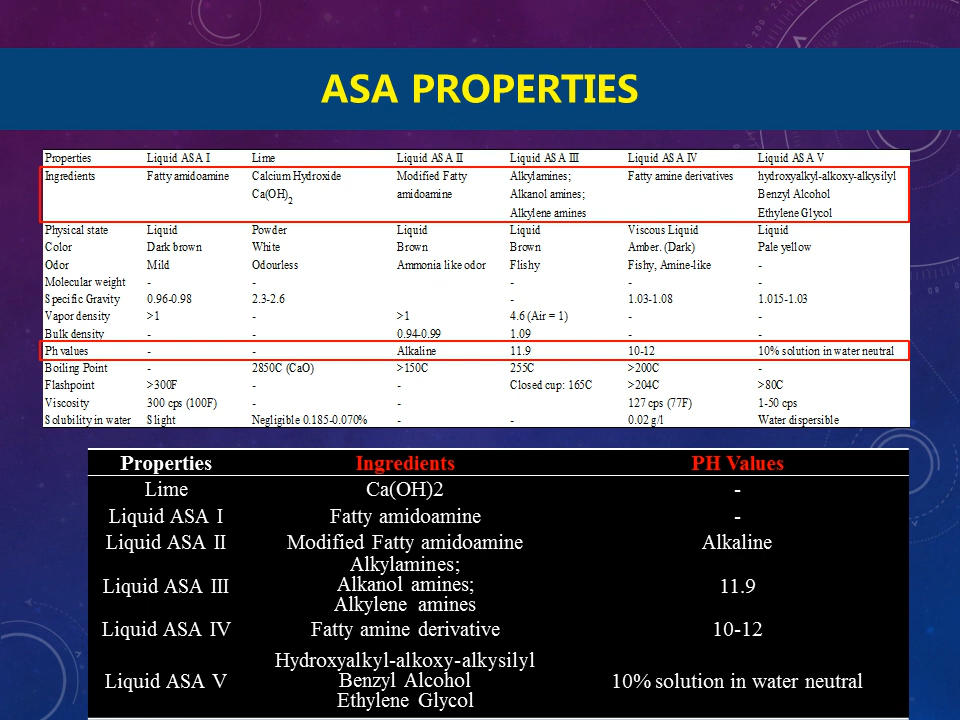 ASA PROPERTIES
Properties Liquid ASA I Lime Liquid ASA II Liquid ASA III Liquid ASA IV Liquid ASA V
Ingredients Fatty amidoamine Calcium Hydroxide Modified Fatty Alkylamines; Fatty amine derivatives hydroxyalkyl-alkoxy-alkysilyl
Ca(OH)2 amidoamine Alkanol amines; Benzyl Alcohol
Alkylene amines Ethylene Glycol
Physical state Liquid Powder Liquid Liquid Viscous Liquid Liquid
Color Dark brown White Brown Brown Amber. (Dark) Pale yellow
Odor Mild Odourless Ammonia like odor Flishy Fishy, Amine-like -
Molecular weight - - - - -
Specific Gravity 0.96-0.98 2.3-2.6 - 1.03-1.08 1.015-1.03
Vapor density >1 - >1 4.6 (Air = 1) - -
Bulk density - - 0.94-0.99 1.09 - -
Ph values - - Alkaline 11.9 10-12 10% solution in water neutral
Boiling Point - 2850C (CaO) >150C 255C >200C -
Flashpoint >300F - - Closed cup: 165C >204C >80C
Viscosity 300 cps (100F) - - 127 cps (77F) 1-50 cps
Solubility in water Slight Negligible 0.185-0.070% - - 0.02 g/l Water dispersible
Properties Ingredients PH Values
Lime Ca(OH)2 -
Liquid ASA I Fatty amidoamine -
Liquid ASA II Modified Fatty amidoamine Alkaline
Alkylamines;
Liquid ASA III Alkanol amines; 11.9
Alkylene amines
Liquid ASA IV Fatty amine derivative 10-12
Hydroxyalkyl-alkoxy-alkysilyl
Liquid ASA V Benzyl Alcohol 10% solution in water neutral
Ethylene Glycol